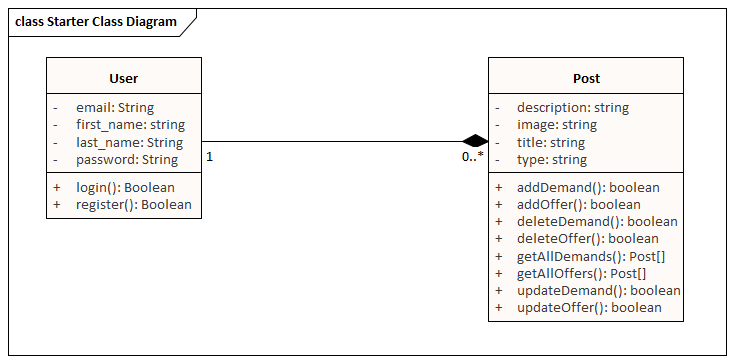 class Starter Class Diagram
User
- email: String
- first_name: string
- last_name: String
- password: String
+ login(): Boolean
+ register(): Boolean
1
0..*
Post
- description: string
- image: string
- title: string
- type: string
+ addDemand(): boolean
+ addOffer(): boolean
+ deleteDemand(): boolean
+ deleteOffer(): boolean
+ getAllDemands(): Post[]
+ getAllOffers(): Post[]
+ updateDemand(): boolean
+ updateOffer(): boolean